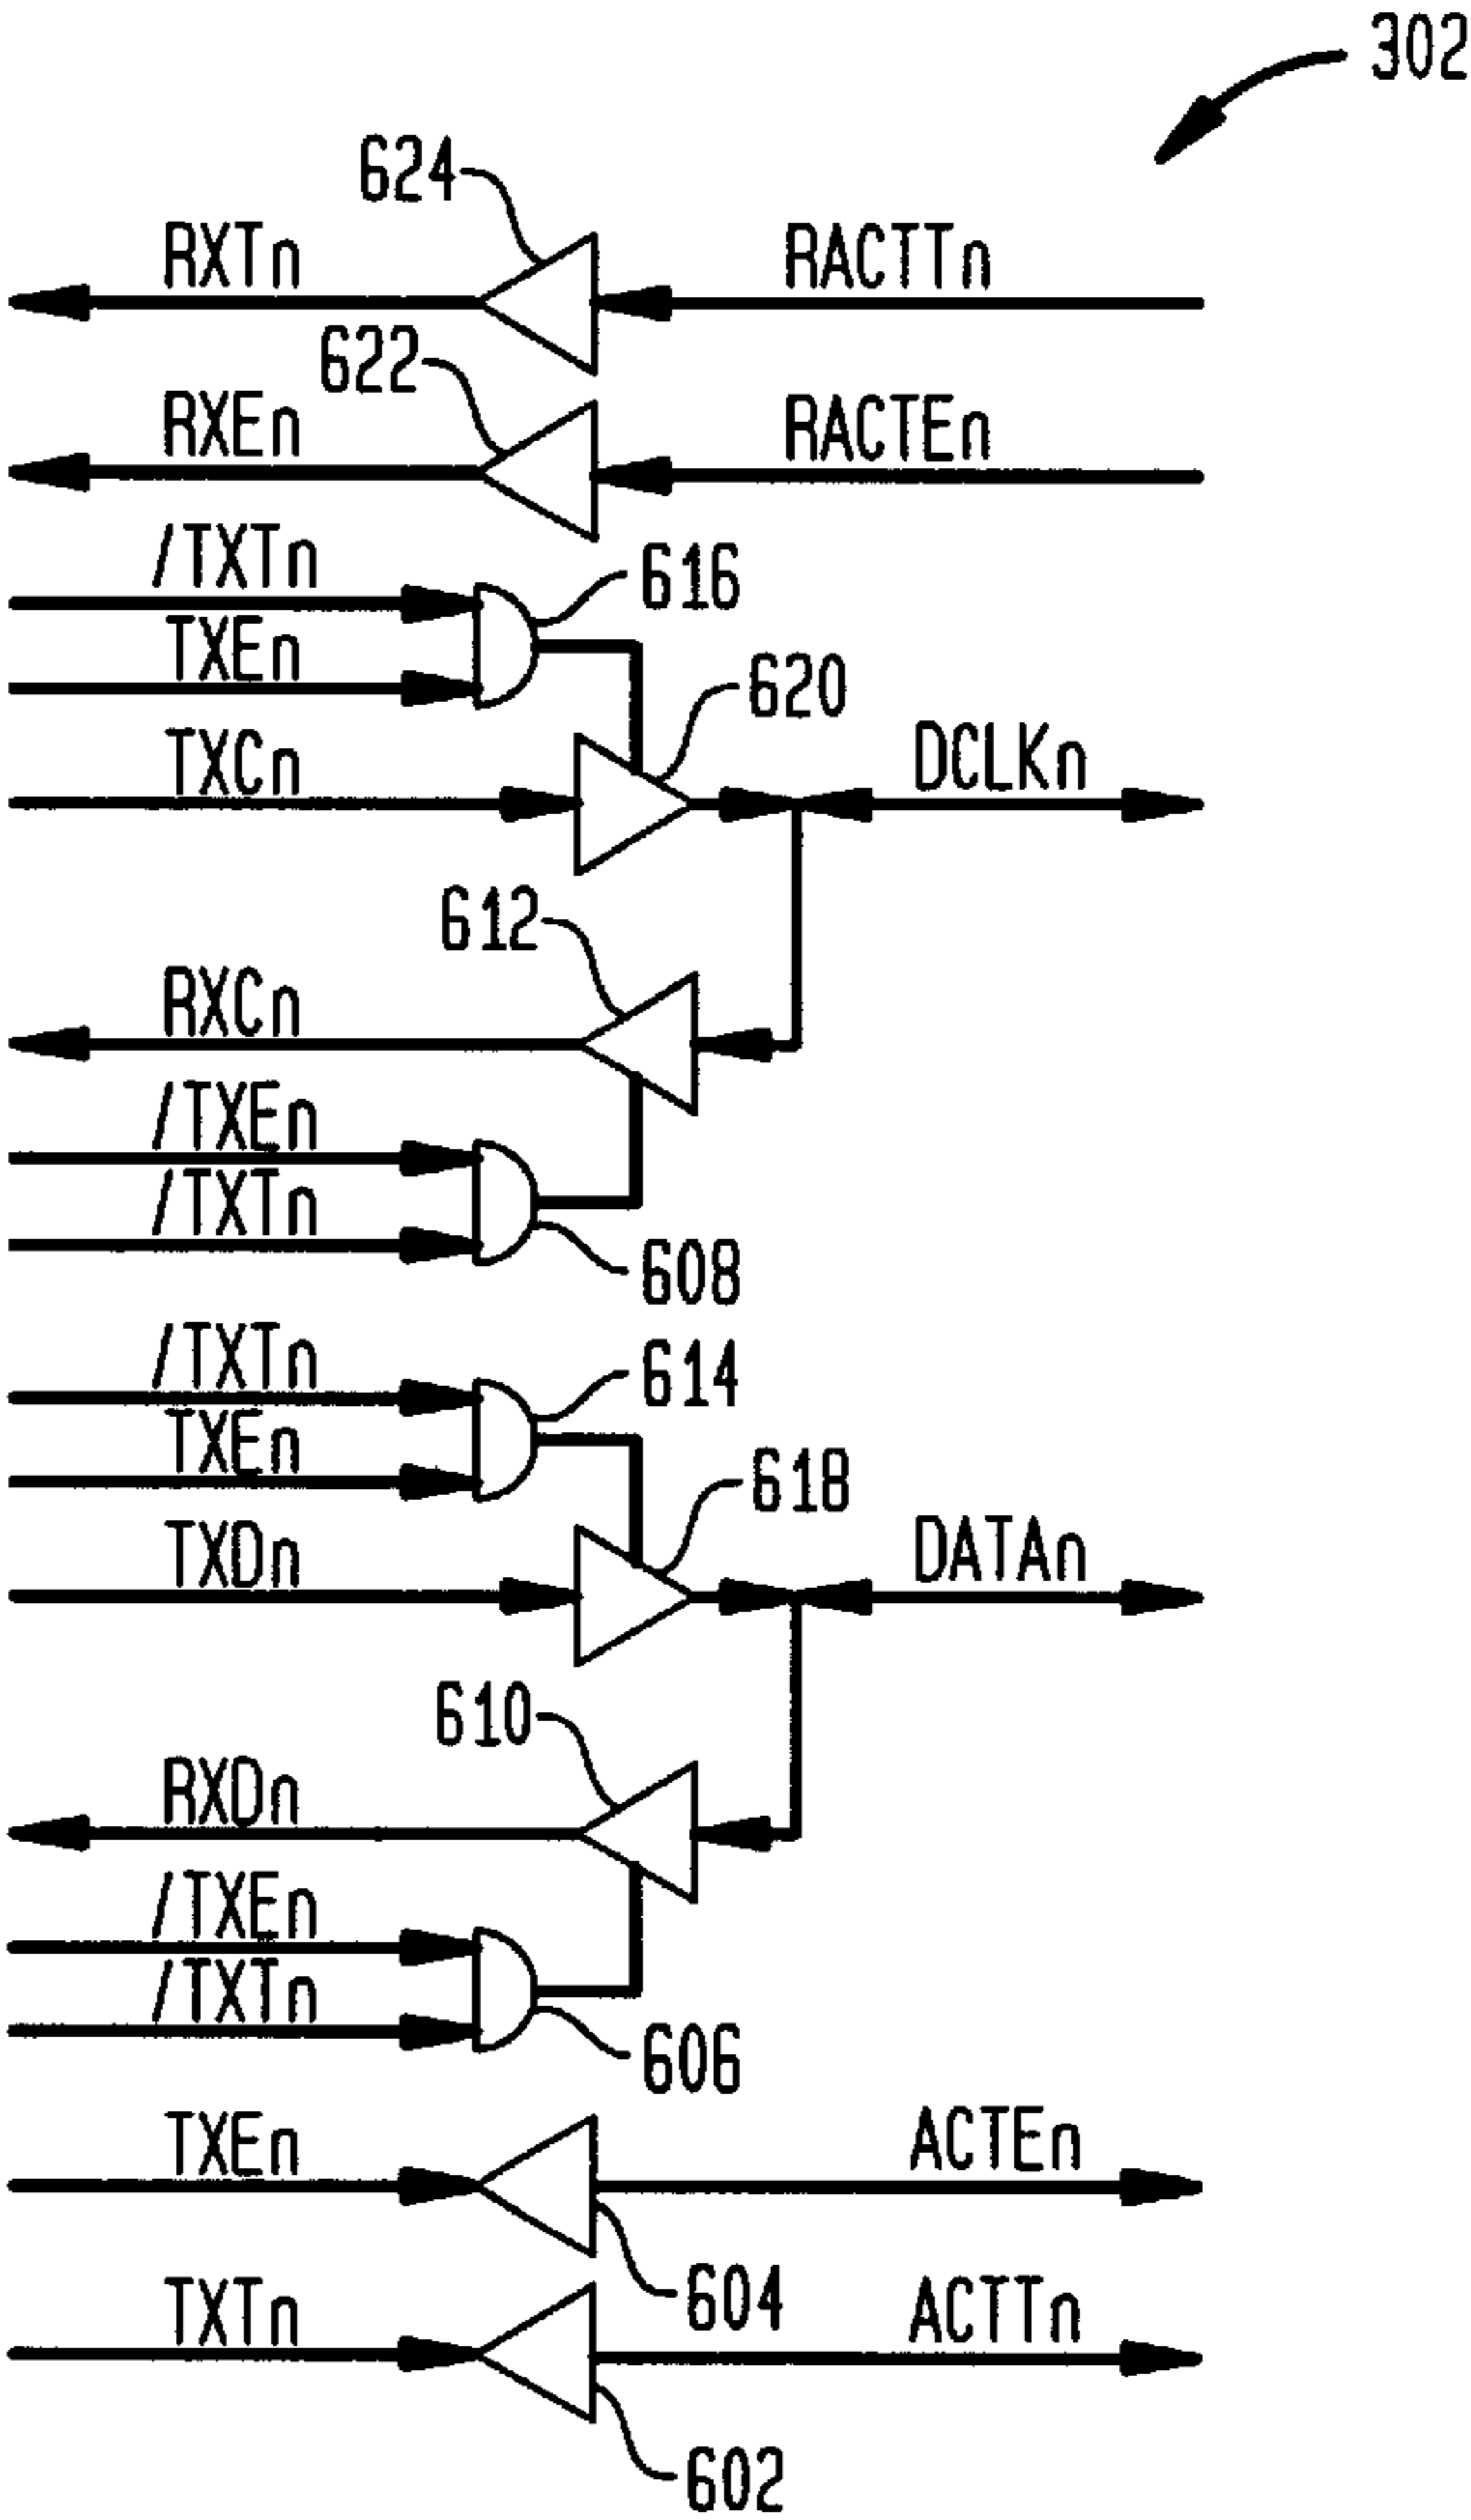 302
624
RXTn
RACTTn
622
RXEn
RACTEn
/TXTn
616
TXEn
620
TXCn
DCLKn
612
RXCn
/TXEn
/TXTn
608
/TXTn
614
TXEn
618
TXDn
DATAn
610
RXDn
/TXEn
/TXTn
606
TXEn
ACTEn
604
TXTn
ACTTn
602